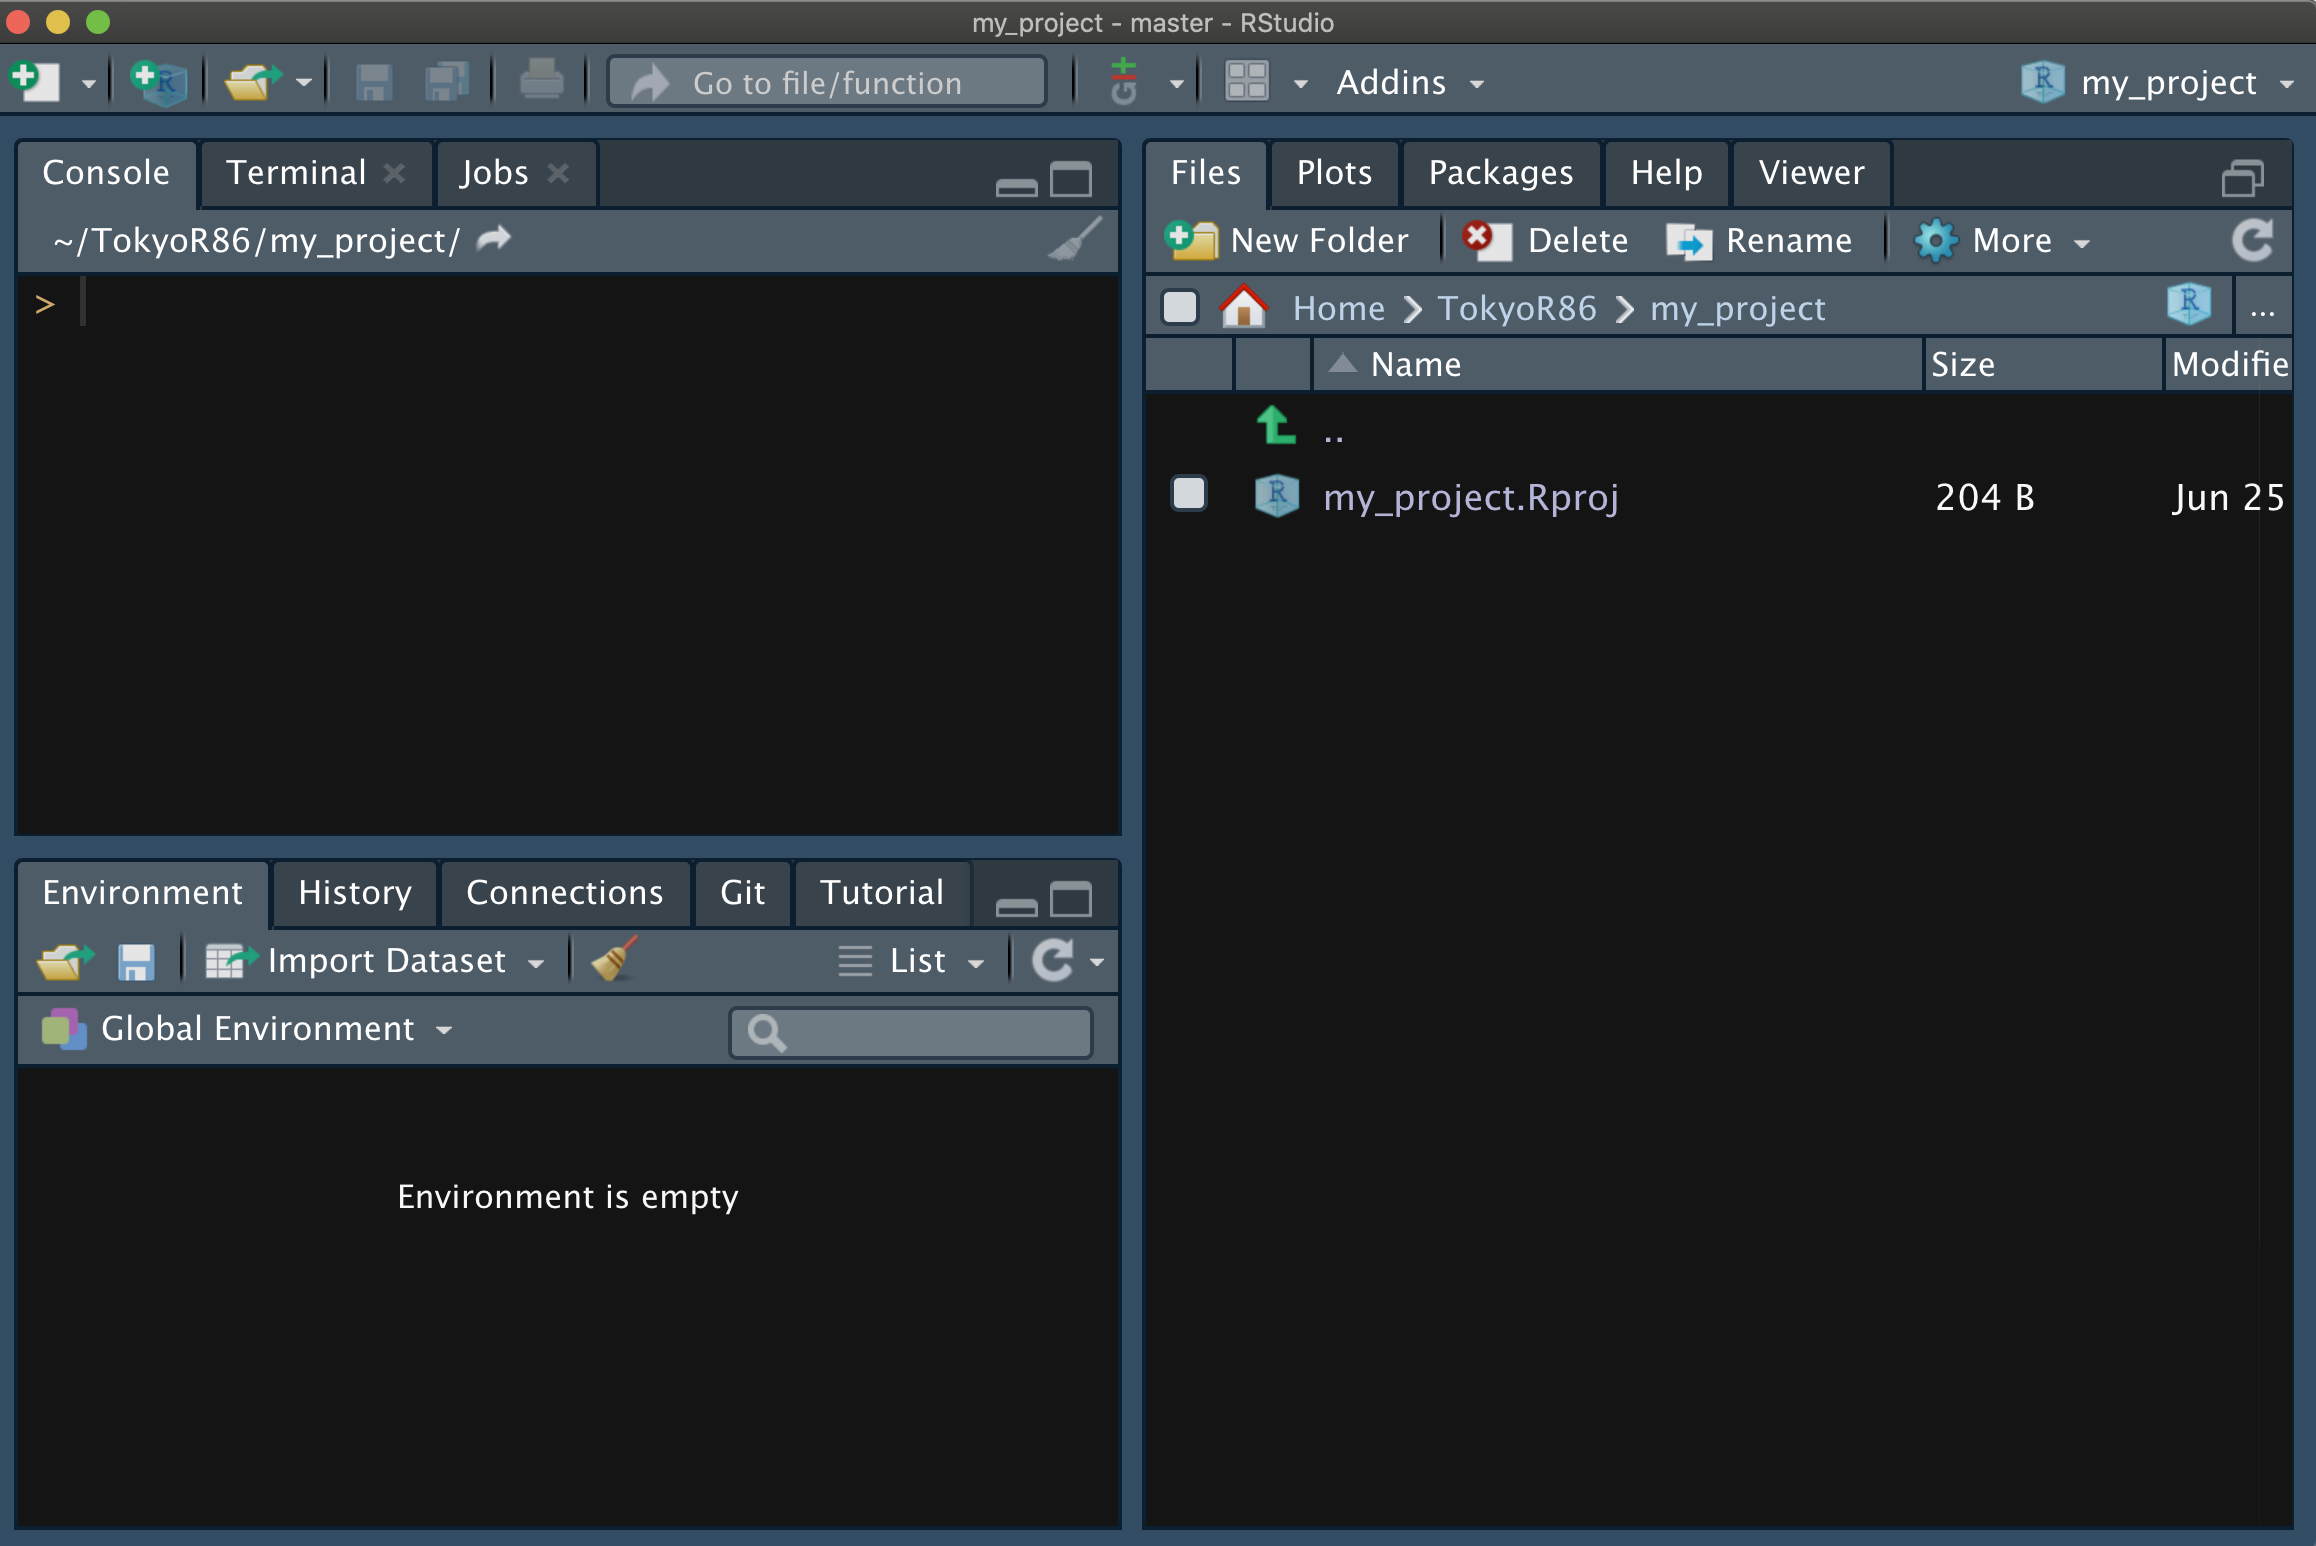 my_project - master - RStudio
Go to file/function
Git
Addins
my_project
Console Terminal Jobs
~/TokyoR86/my_project/
>
Environment History Connections Git Tutorial
Import Dataset List
Global Environment
Environment is empty
Files Plots Packages Help Viewer
New Folder Delete Rename More
Home TokyoR86 my_project ...
Name Size Modifie
..
my_project.Rproj 204 B Jun 25